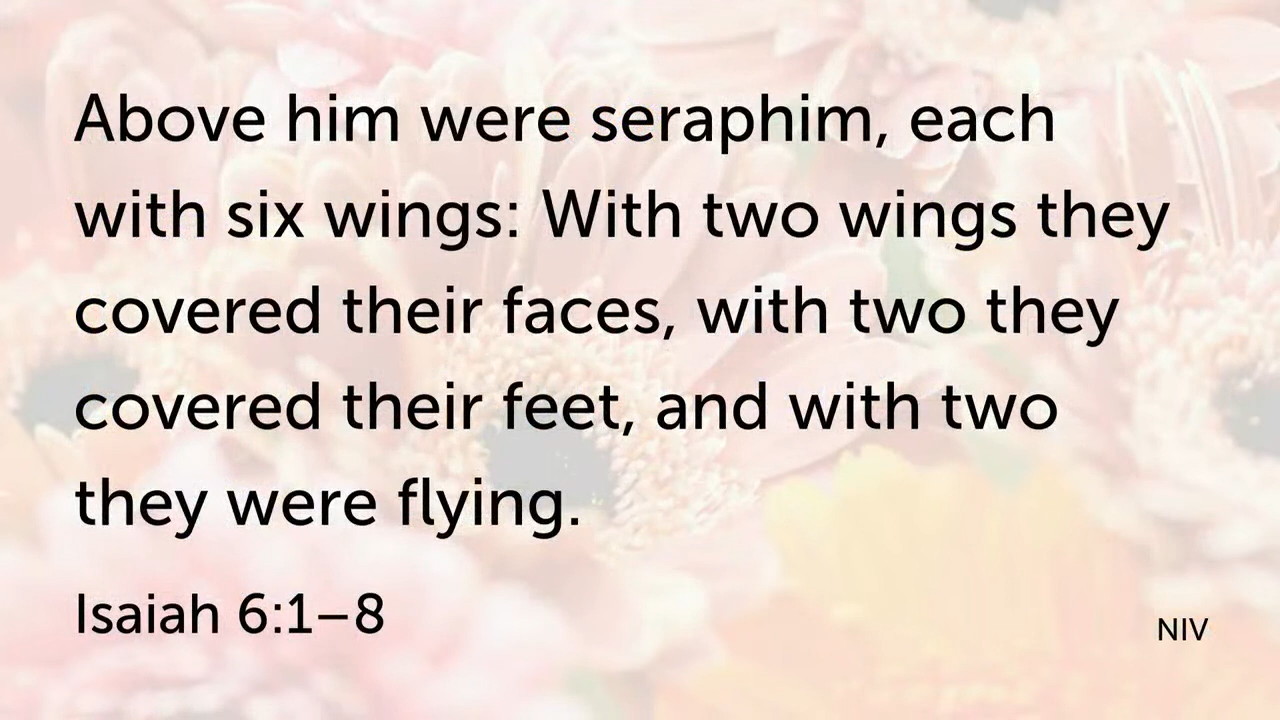 Above him were seraphim, each
with six wings: With two wings they
covered their faces, with two they
covered their feet, and with two
they were flying.
Isaiah 6:1–8
NIV